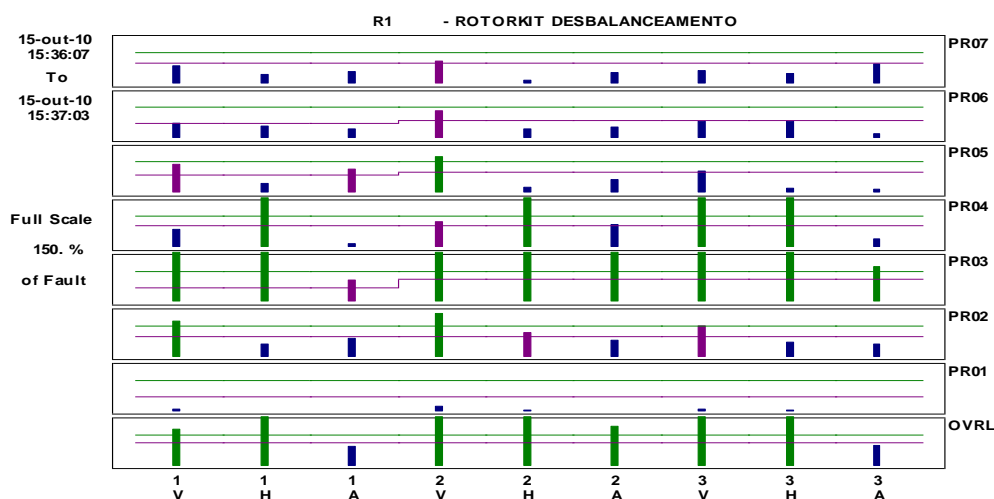 R1 - ROTORKIT DESBALANCEAMENTO
15-out-10
15:36:07
To
15-out-10
15:37:03
Full Scale
150. %
of Fault
PR07
PR06
PR05
PR04
PR03
PR02
PR01
OVRL
1 1 1 2 2 2 3 3 3
V H A V H A V H A